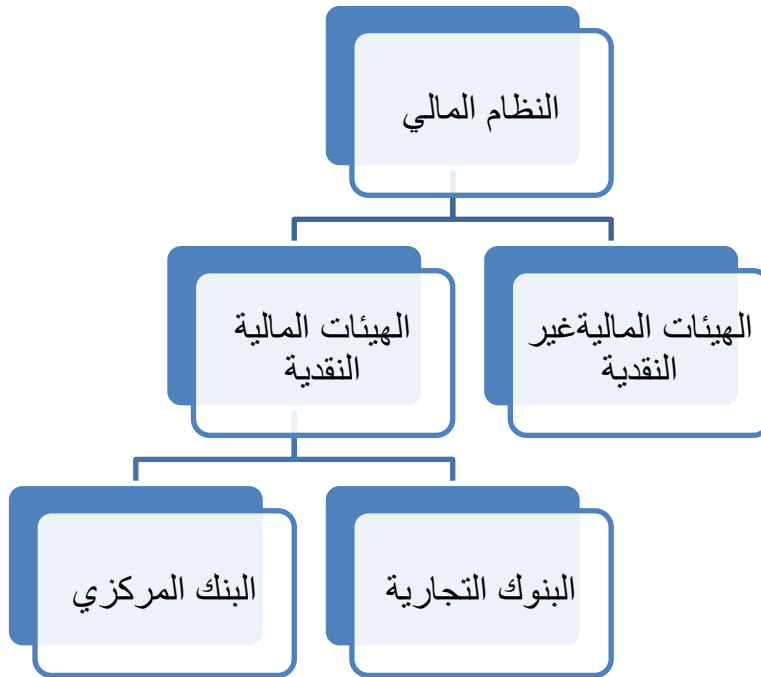 النظام المالي
الهيئات الماليةغير
النقدية
الهيئات المالية
النقدية
البنوك التجارية
البنك المركزي